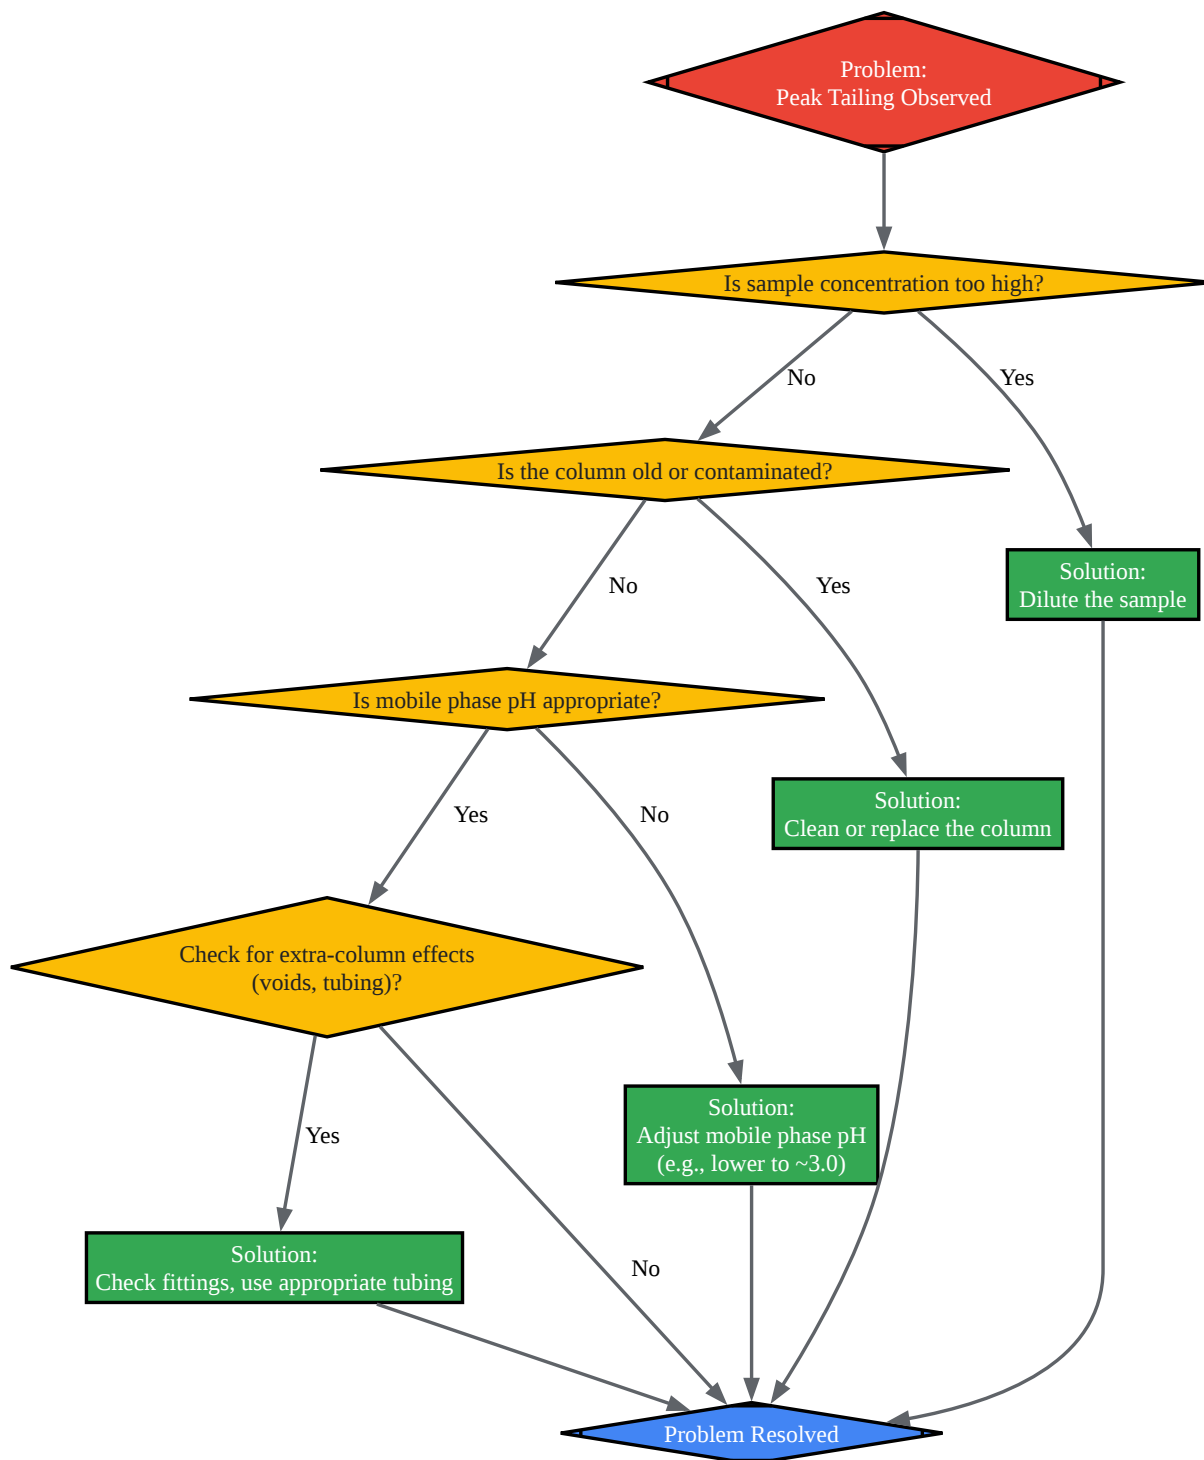 Problem:
Peak Tailing Observed
Is sample concentration too high?
No
Yes
Is the column old or contaminated?
Solution:
Dilute the sample
No
Yes
Is mobile phase pH appropriate?
Solution:
Clean or replace the column
Yes
No
Check for extra-column effects
(voids, tubing)?
Solution:
Adjust mobile phase pH
(e.g., lower to ~3.0)
Yes
No
Solution:
Check fittings, use appropriate tubing
Problem Resolved